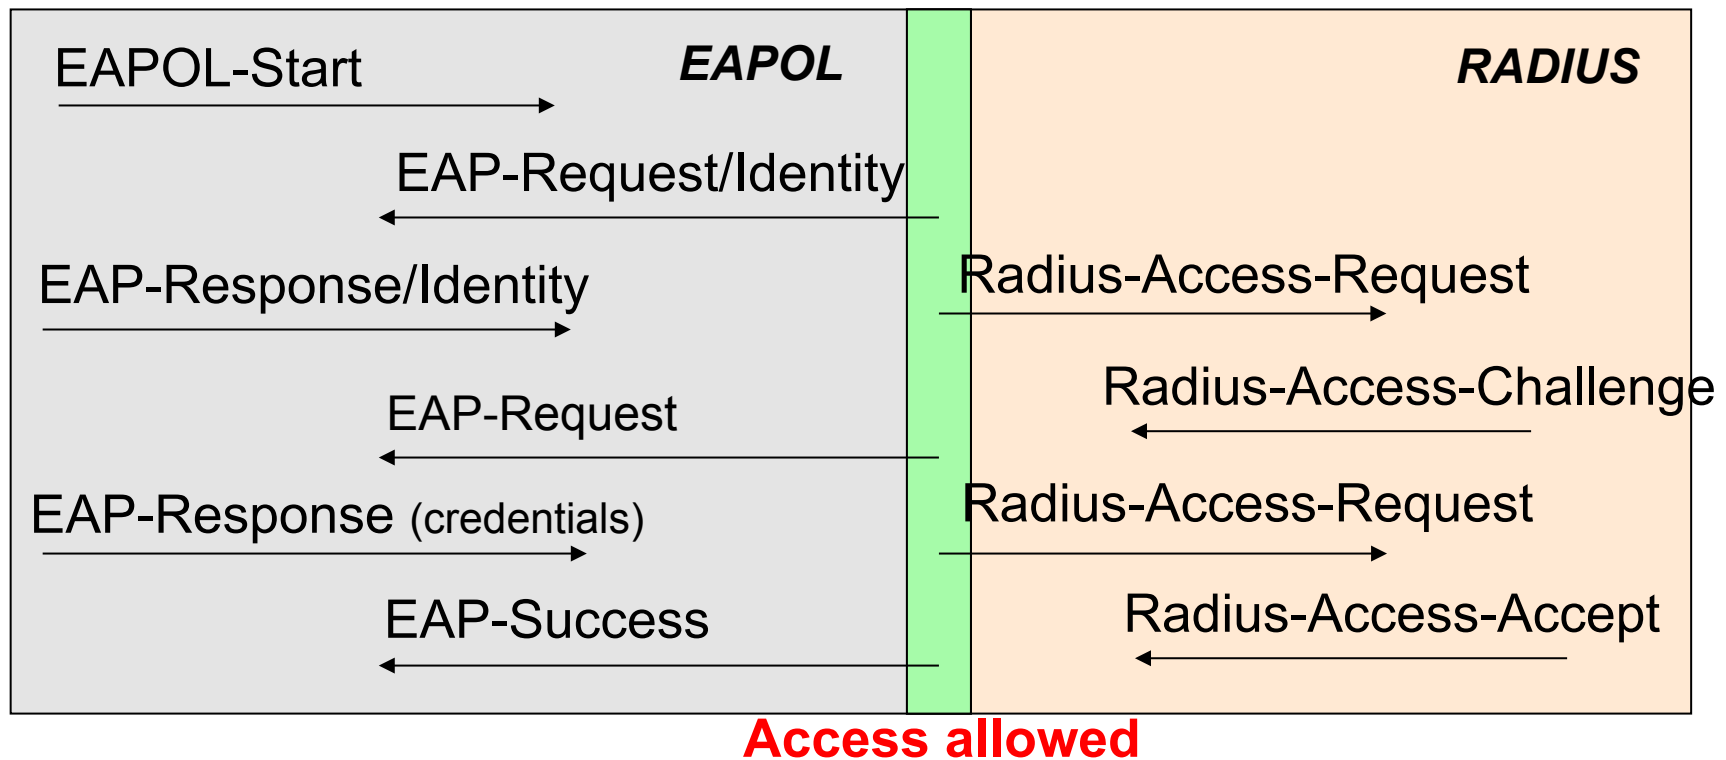 EAPOL-Start
EAPOL
RADIUS
EAP-Request/Identity
EAP-Response/Identity
Radius-Access-Request
EAP-Request
Radius-Access-Challenge
EAP-Response (credentials)
Radius-Access-Request
EAP-Success
Radius-Access-Accept
Access allowed